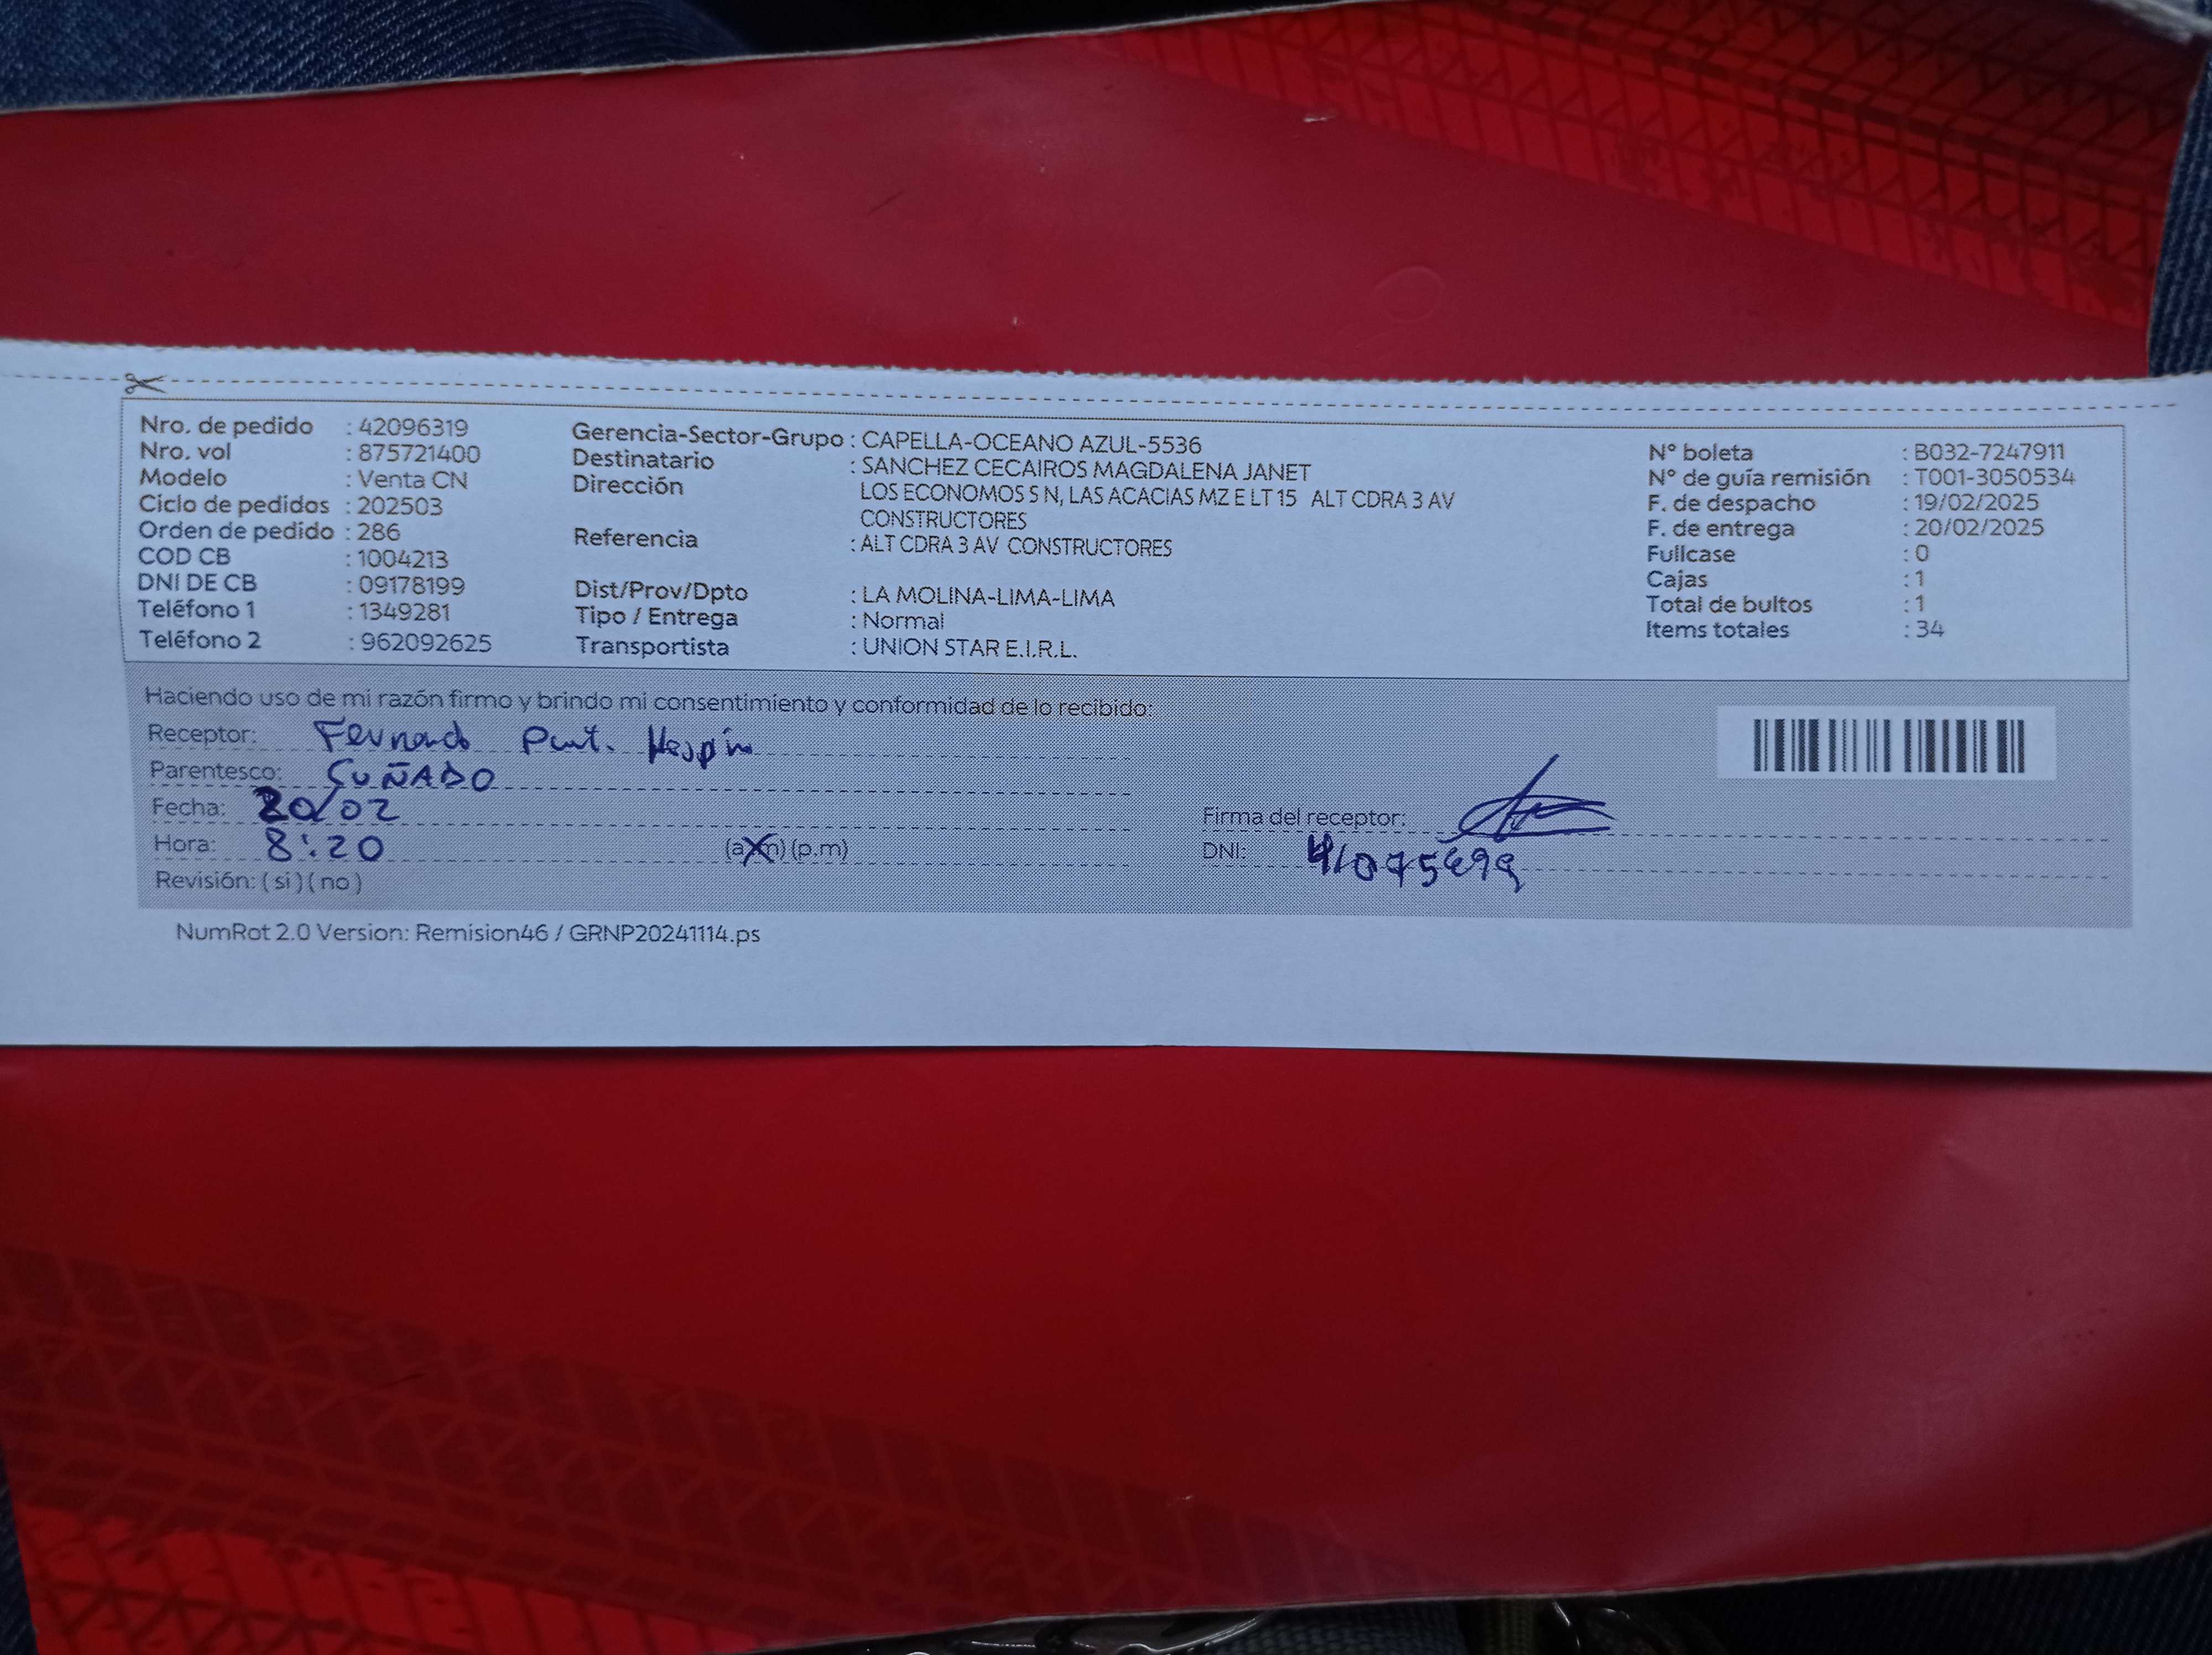 Nro. de pedido : 42096319
Nro. vol : 875721400
Modelo : Venta CN
Ciclo de pedidos : 202503
Orden de pedido : 286
COD CB : 1004213
DNI DE CB : 09178199
Teléfono 1 : 1349281
Teléfono 2 : 962092625
Gerencia-Sector-Grupo : CAPELLA-OCEANO AZUL-5536
Destinatario : SANCHEZ CECAIROS MAGDALENA JANET
Dirección LOS ECONOMOS S N, LAS ACACIAS MZ E LT 15 ALT CDRA 3 AV
CONSTRUCTORES
Referencia : ALT CDRA 3 AV CONSTRUCTORES
Dist/Prov/Dpto : LA MOLINA-LIMA-LIMA
Tipo / Entrega : Normal
Transportista : UNION STAR E.I.R.L.
N° boleta : B032-7247911
N° de guía remisión : T001-3050534
F. de despacho : 19/02/2025
F. de entrega : 20/02/2025
Fullcase : 0
Cajas : 1
Total de bultos : 1
Items totales : 34
Haciendo uso de mi razón firmo y brindo mi consentimiento y conformidad de lo recibido:
Receptor: Fernando
Parentesco: CUÑADO
Fecha: 20/02
Hora: 8:20 (a.m) (p.m)
Revisión: ( si ) ( no )
Firma del receptor:
DNI:
NumRot 2.0 Version: Remision46 / GRNP20241114.ps